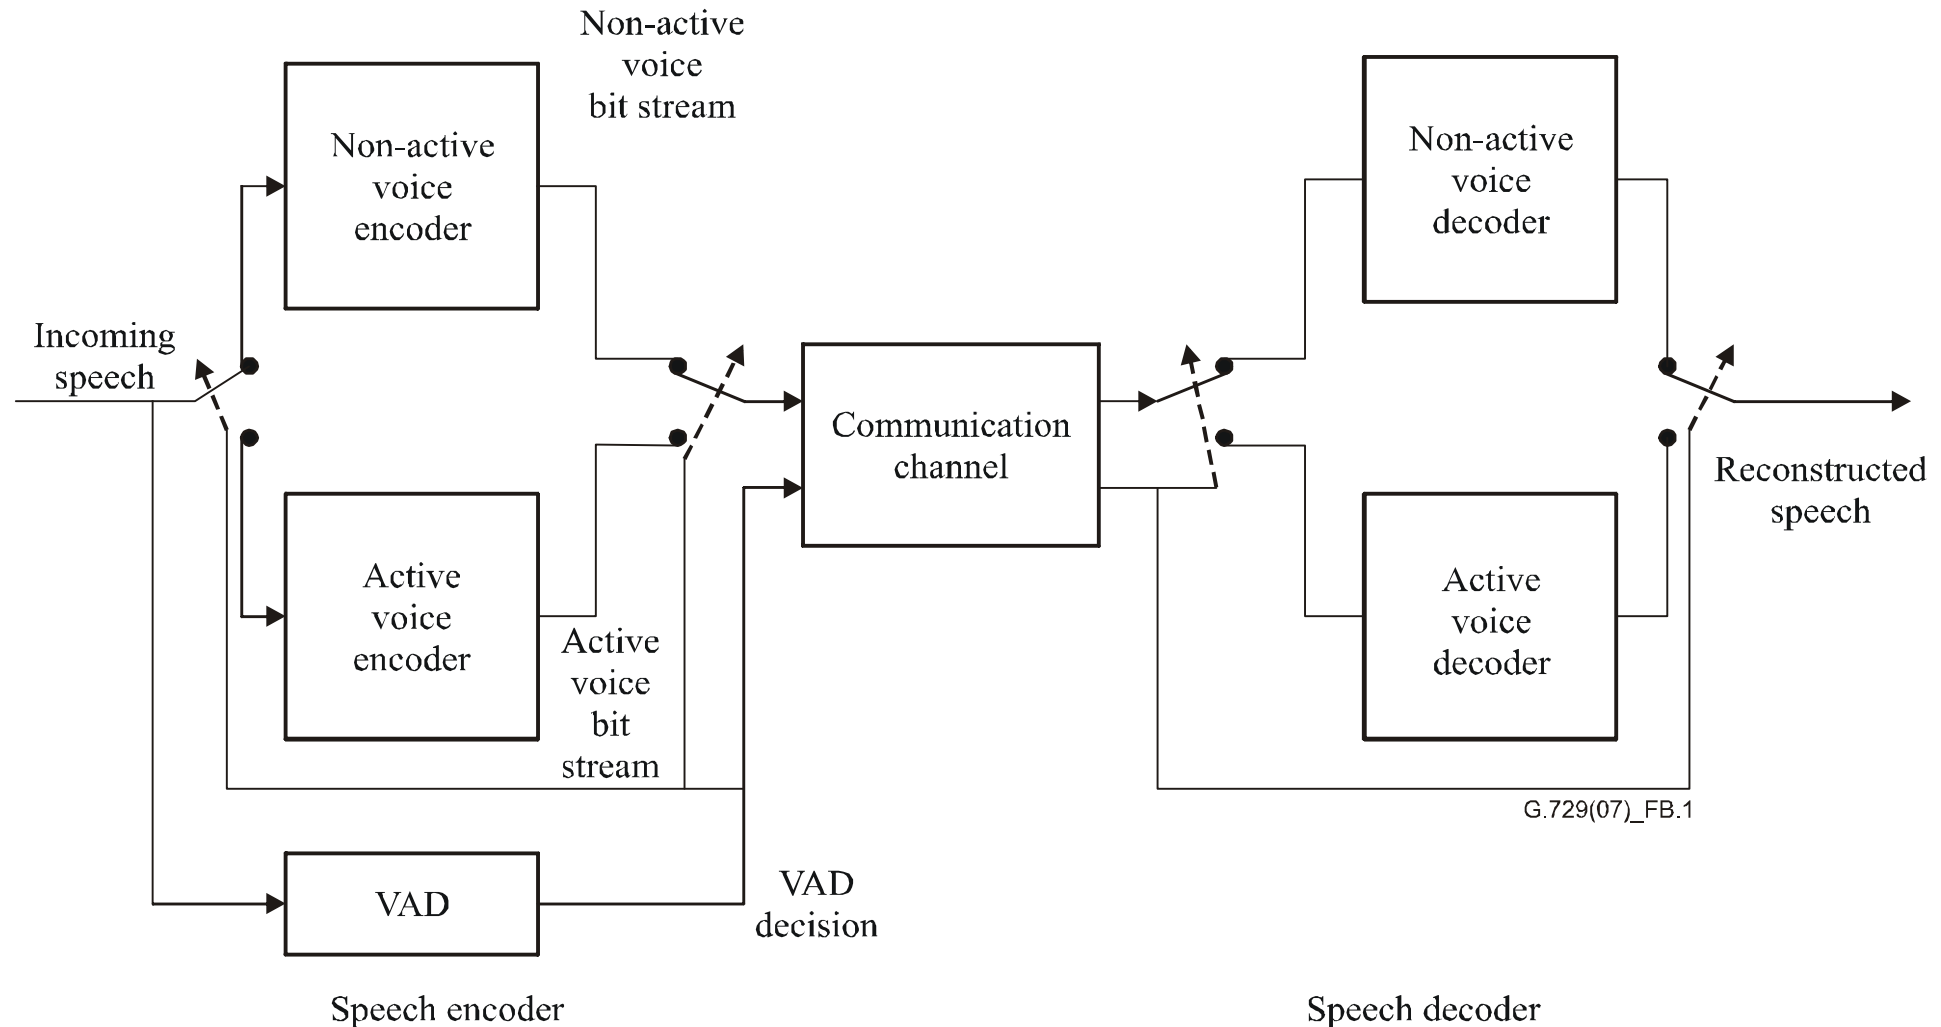 Non-active
voice
bit stream
Non-active
voice
encoder
Non-active
voice
decoder
Incoming
speech
Communication
channel
Reconstructed
speech
Active
voice
encoder
Active
voice
bit
stream
Active
voice
decoder
G.729(07)_FB.1
VAD
VAD
decision
Speech encoder
Speech decoder